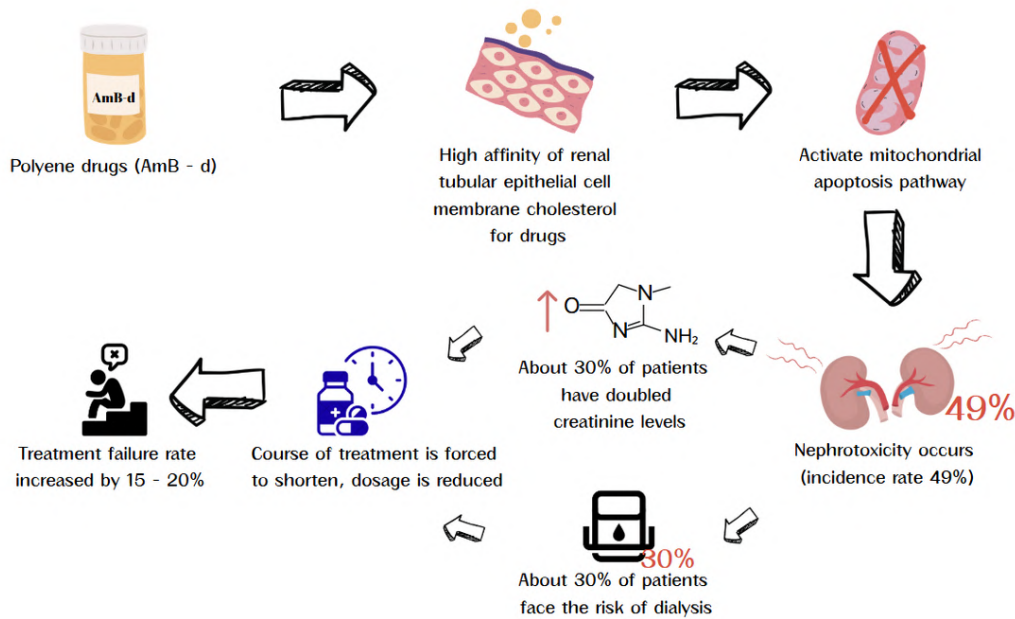 AmB-d
Polyene drugs (AmB - d)
High affinity of renal
tubular epithelial cell
membrane cholesterol
for drugs
Activate mitochondrial
apoptosis pathway
49%
Nephrotoxicity occurs
(incidence rate 49%)
O
N
N
NH₂
About 30% of patients
have doubled
creatinine levels
30%
About 30% of patients
face the risk of dialysis
Course of treatment is forced
to shorten, dosage is reduced
Treatment failure rate
increased by 15 - 20%